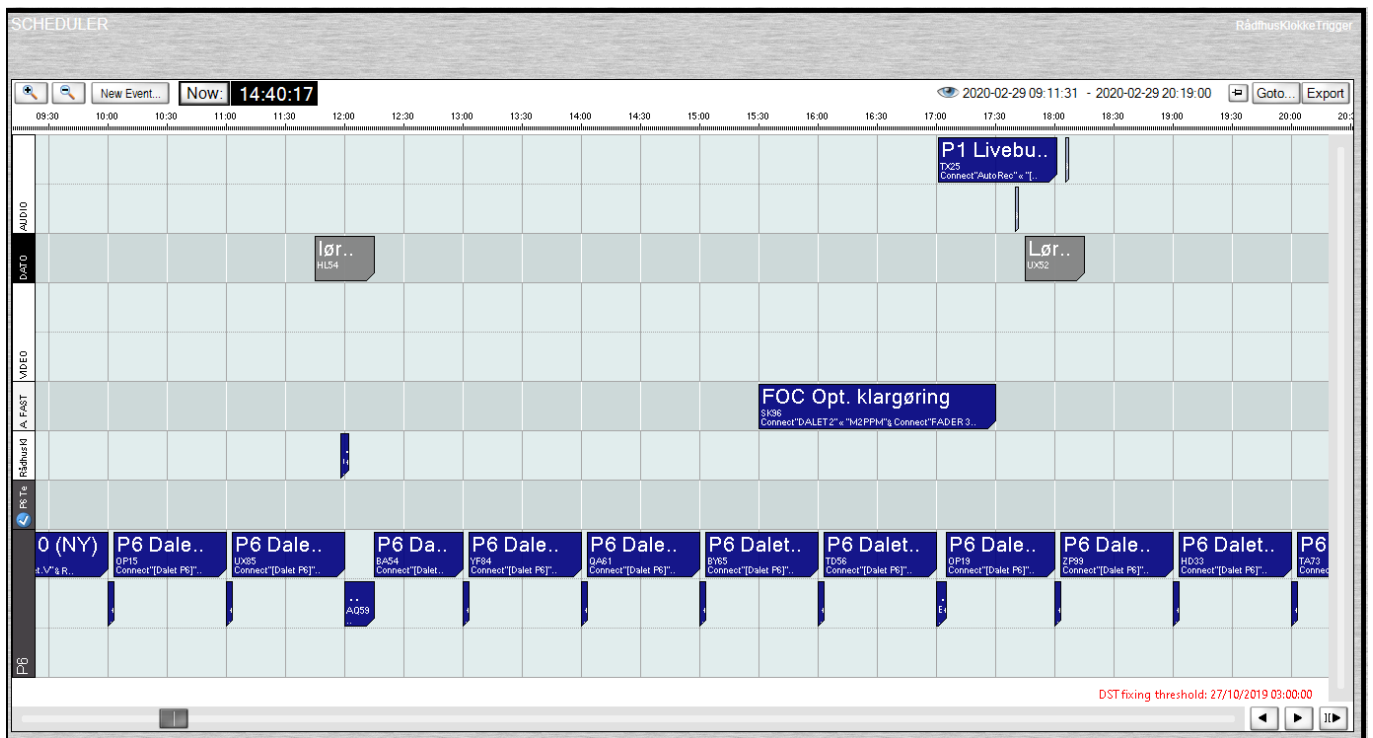 SCHEDULER
RådhusKlokkeTrigger
New Event... Now: 14:40:17 2020-02-29 09:11:31 - 2020-02-29 20:19:00 Goto... Export
09:30 10:00 10:30 11:00 11:30 12:00 12:30 13:00 13:30 14:00 14:30 15:00 15:30 16:00 16:30 17:00 17:30 18:00 18:30 19:00 19:30 20:00 20:
AUDIO
P1 Livebu..
TX25
Connect"Auto Rec" « "[..
DATO
lør..
HL54
Lør..
UX52
VIDEO
A. FAST
FOC Opt. klargøring
SK96
Connect"DALET 2" « "M2PPM"& Connect"FADER 3..
Rådhus Kl
P6 Te
P6
0 (NY)
t.V"& R..
P6 Dale..
OP15
Connect"[Dalet P6]"..
P6 Dale..
UX85
Connect"[Dalet P6]"..
P6 Da..
BA54
Connect"[Dalet..
P6 Dale..
YF84
Connect"[Dalet P6]"..
P6 Dale..
QA61
Connect"[Dalet P6]"..
P6 Dalet..
BY65
Connect"[Dalet P6]"..
P6 Dalet..
TD56
Connect"[Dalet P6]"..
P6 Dale..
OP19
Connect"[Dalet P6]"..
P6 Dale..
ZP99
Connect"[Dalet P6]"..
P6 Dalet..
HD33
Connect"[Dalet P6]"..
P6
TA73
Connec
..
AQ59
..
DST fixing threshold: 27/10/2019 03:00:00